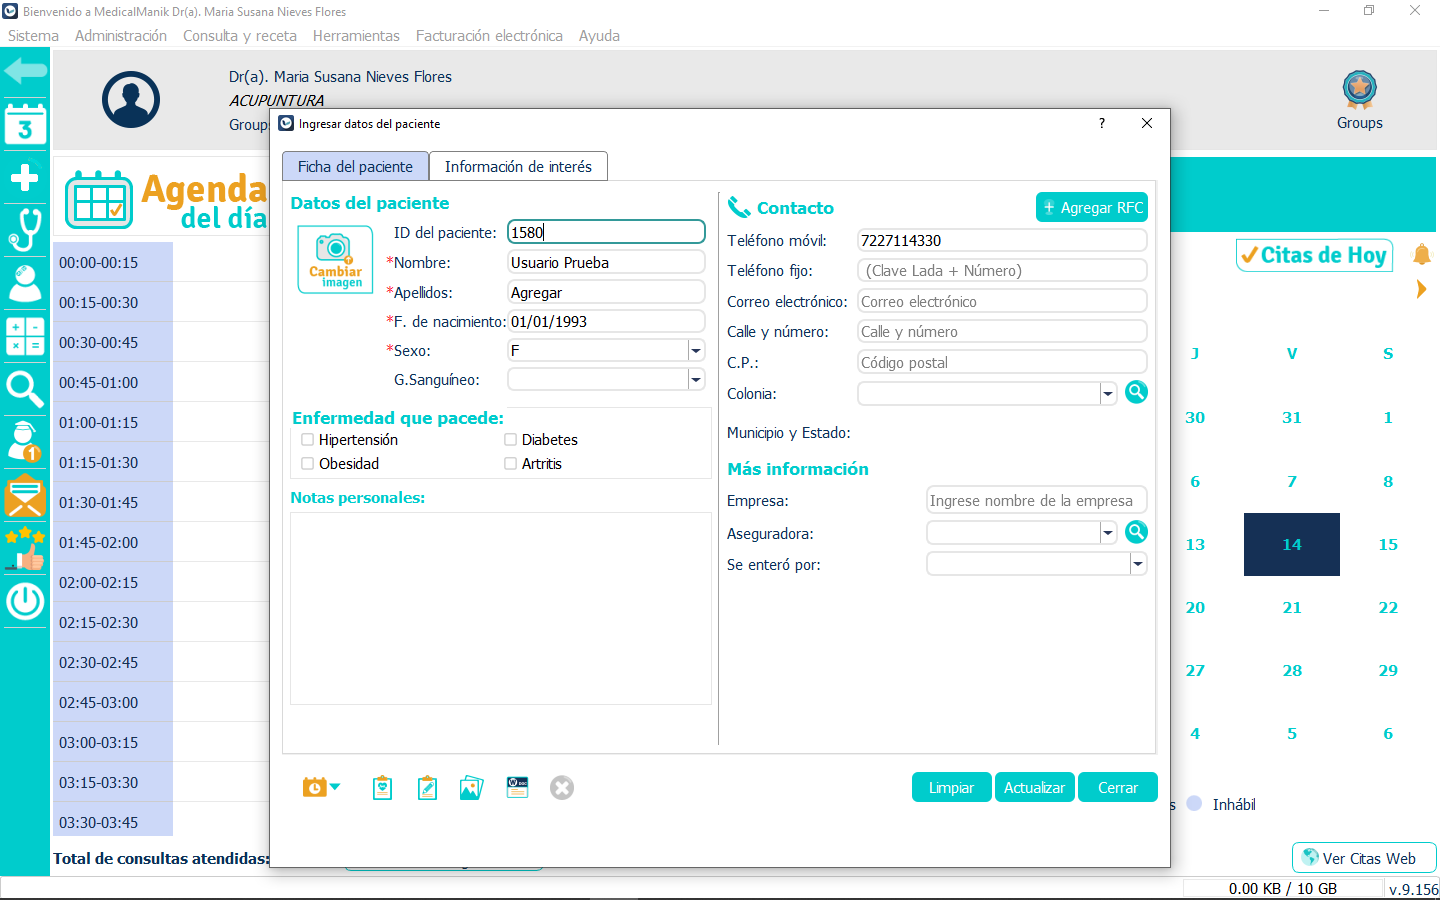 Bienvenido a MedicalManik Dr(a). Maria Susana Nieves Flores
Sistema Administración Consulta y receta Herramientas Facturación electrónica Ayuda
Dr(a). Maria Susana Nieves Flores
ACUPUNTURA
Groups
3
Agenda
del día
00:00-00:15
00:15-00:30
00:30-00:45
00:45-01:00
01:00-01:15
01:15-01:30
01:30-01:45
01:45-02:00
02:00-02:15
02:15-02:30
02:30-02:45
02:45-03:00
03:00-03:15
03:15-03:30
03:30-03:45
1
Total de consultas atendidas:
Ingresar datos del paciente
?
Ficha del paciente
Información de interés
Datos del paciente
Cambiar
imagen
ID del paciente: 1580
*Nombre: Usuario Prueba
*Apellidos: Agregar
*F. de nacimiento: 01/01/1993
*Sexo: F
G.Sanguíneo:
Enfermedad que pacede:
Hipertensión Diabetes
Obesidad Artritis
Notas personales:
Contacto
Agregar RFC
Teléfono móvil: 7227114330
Teléfono fijo: (Clave Lada + Número)
Correo electrónico: Correo electrónico
Calle y número: Calle y número
C.P.: Código postal
Colonia:
Municipio y Estado:
Más información
Empresa: Ingrese nombre de la empresa
Aseguradora:
Se enteró por:
W DOC
Limpiar Actualizar Cerrar
Groups
Citas de Hoy
J V S
30 31 1
6 7 8
13 14 15
20 21 22
27 28 29
4 5 6
s Inhábil
Ver Citas Web
0.00 KB / 10 GB
v.9.156